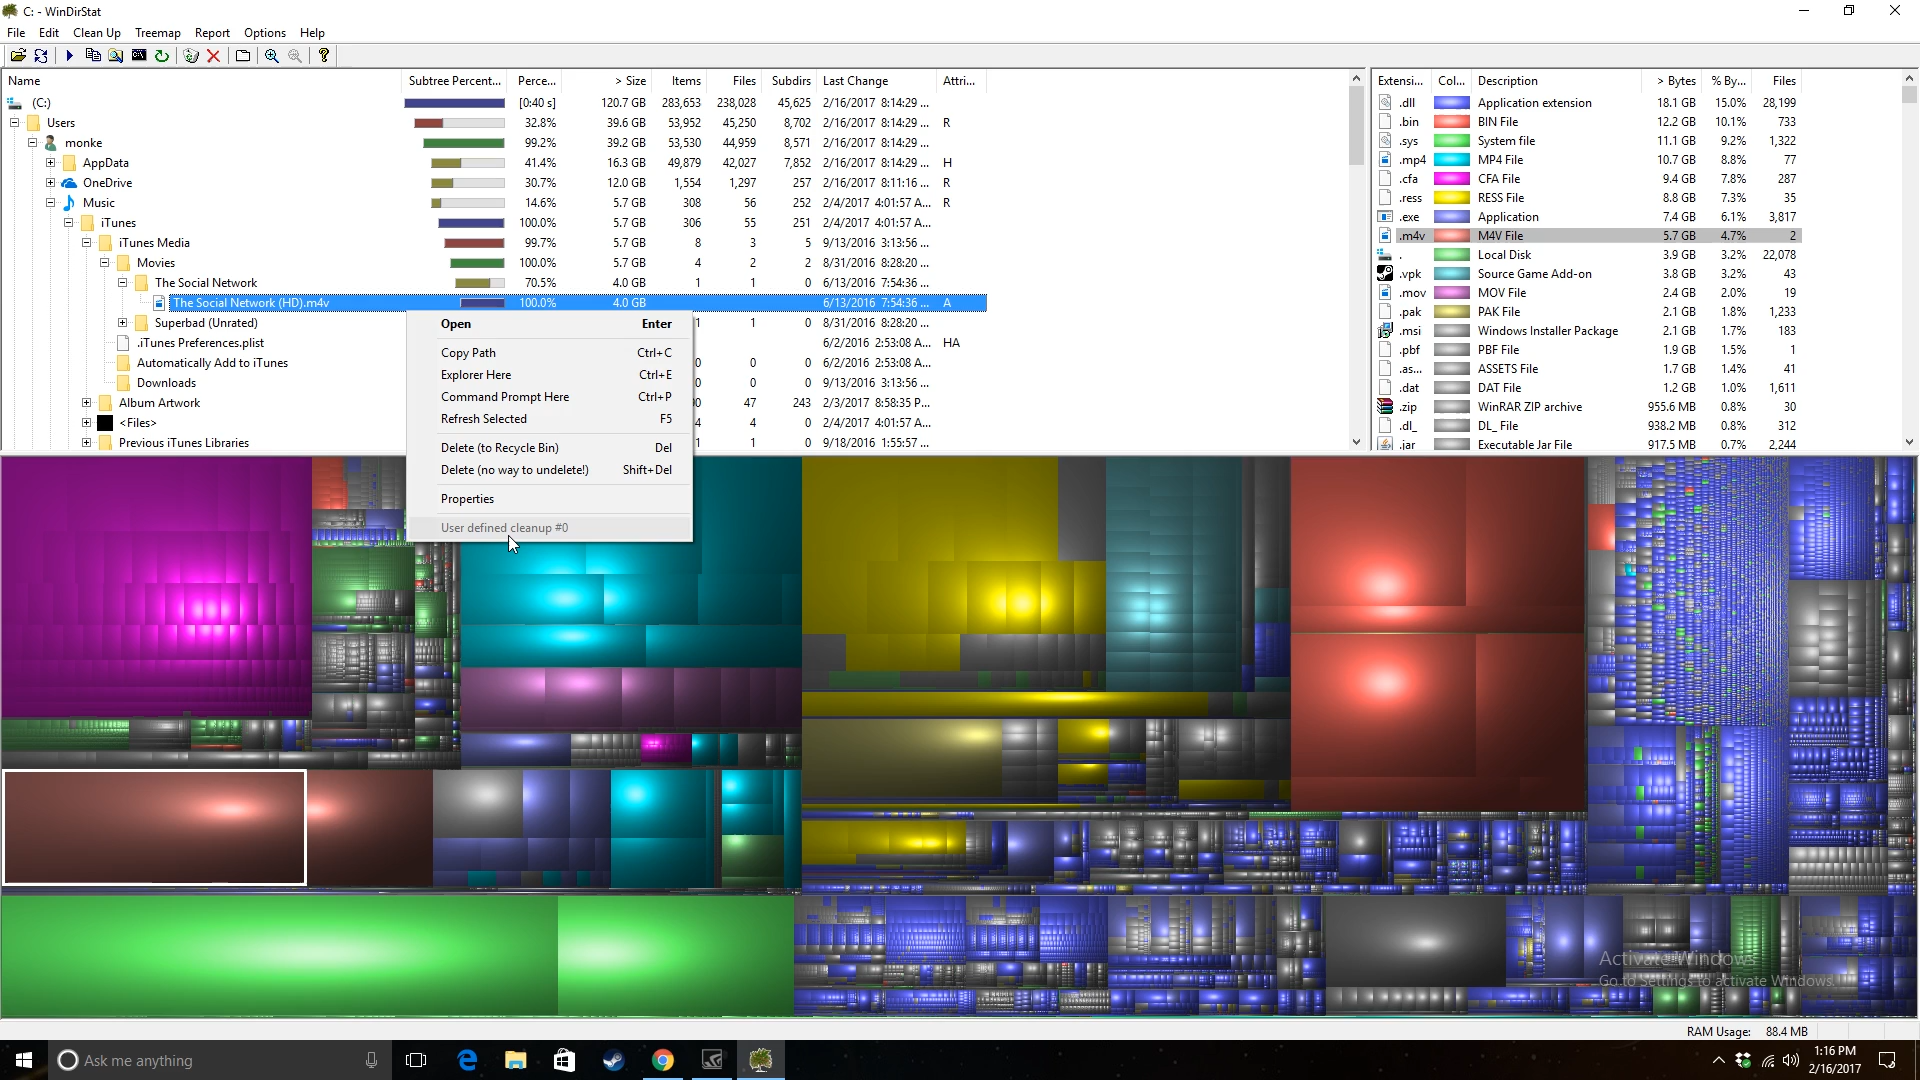 C: - WinDirStat
File Edit Clean Up Treemap Report Options Help
Name Subtree Percent... Perce... > Size Items Files Subdirs Last Change Attri...
(C:) [0:40 s] 120.7 GB 283,653 238,028 45,625 2/16/2017 8:14:29 ...
Users 32.8% 39.6 GB 53,952 45,250 8,702 2/16/2017 8:14:29 ... R
monke 99.2% 39.2 GB 53,530 44,959 8,571 2/16/2017 8:14:29 ...
AppData 41.4% 16.3 GB 49,879 42,027 7,852 2/16/2017 8:14:29 ... H
OneDrive 30.7% 12.0 GB 1,554 1,297 257 2/16/2017 8:11:16 ... R
Music 14.6% 5.7 GB 308 56 252 2/4/2017 4:01:57 A... R
iTunes 100.0% 5.7 GB 306 55 251 2/4/2017 4:01:57 A...
iTunes Media 99.7% 5.7 GB 8 3 5 9/13/2016 3:13:56 ...
Movies 100.0% 5.7 GB 4 2 2 8/31/2016 8:28:20 ...
The Social Network 70.5% 4.0 GB 1 1 0 6/13/2016 7:54:36 ...
The Social Network (HD).m4v 100.0% 4.0 GB 6/13/2016 7:54:36 ... A
Superbad (Unrated) 1 1 0 8/31/2016 8:28:20 ...
.iTunes Preferences.plist 6/2/2016 2:53:08 A... HA
Automatically Add to iTunes 0 0 0 6/2/2016 2:53:08 A...
Downloads 0 0 0 9/13/2016 3:13:56 ...
Album Artwork 0 47 243 2/3/2017 8:58:35 P...
<Files> 4 4 0 2/4/2017 4:01:57 A...
Previous iTunes Libraries 1 1 0 9/18/2016 1:55:57 ...
Open Enter
Copy Path Ctrl+C
Explorer Here Ctrl+E
Command Prompt Here Ctrl+P
Refresh Selected F5
Delete (to Recycle Bin) Del
Delete (no way to undelete!) Shift+Del
Properties
User defined cleanup #0
Extensi... Col... Description > Bytes % By... Files
.dll Application extension 18.1 GB 15.0% 28,199
.bin BIN File 12.2 GB 10.1% 733
.sys System file 11.1 GB 9.2% 1,322
.mp4 MP4 File 10.7 GB 8.8% 77
.cfa CFA File 9.4 GB 7.8% 287
.ress RESS File 8.8 GB 7.3% 35
.exe Application 7.4 GB 6.1% 3,817
.m4v M4V File 5.7 GB 4.7% 2
. Local Disk 3.9 GB 3.2% 22,078
.vpk Source Game Add-on 3.8 GB 3.2% 43
.mov MOV File 2.4 GB 2.0% 19
.pak PAK File 2.1 GB 1.8% 1,233
.msi Windows Installer Package 2.1 GB 1.7% 183
.pbf PBF File 1.9 GB 1.5% 1
.as... ASSETS File 1.7 GB 1.4% 41
.dat DAT File 1.2 GB 1.0% 1,611
.zip WinRAR ZIP archive 955.6 MB 0.8% 30
.dl_ DL_ File 938.2 MB 0.8% 312
.jar Executable Jar File 917.5 MB 0.7% 2,244
Activate Windows
Go to Settings to activate Windows.
RAM Usage: 88.4 MB
Ask me anything
1:16 PM
2/16/2017